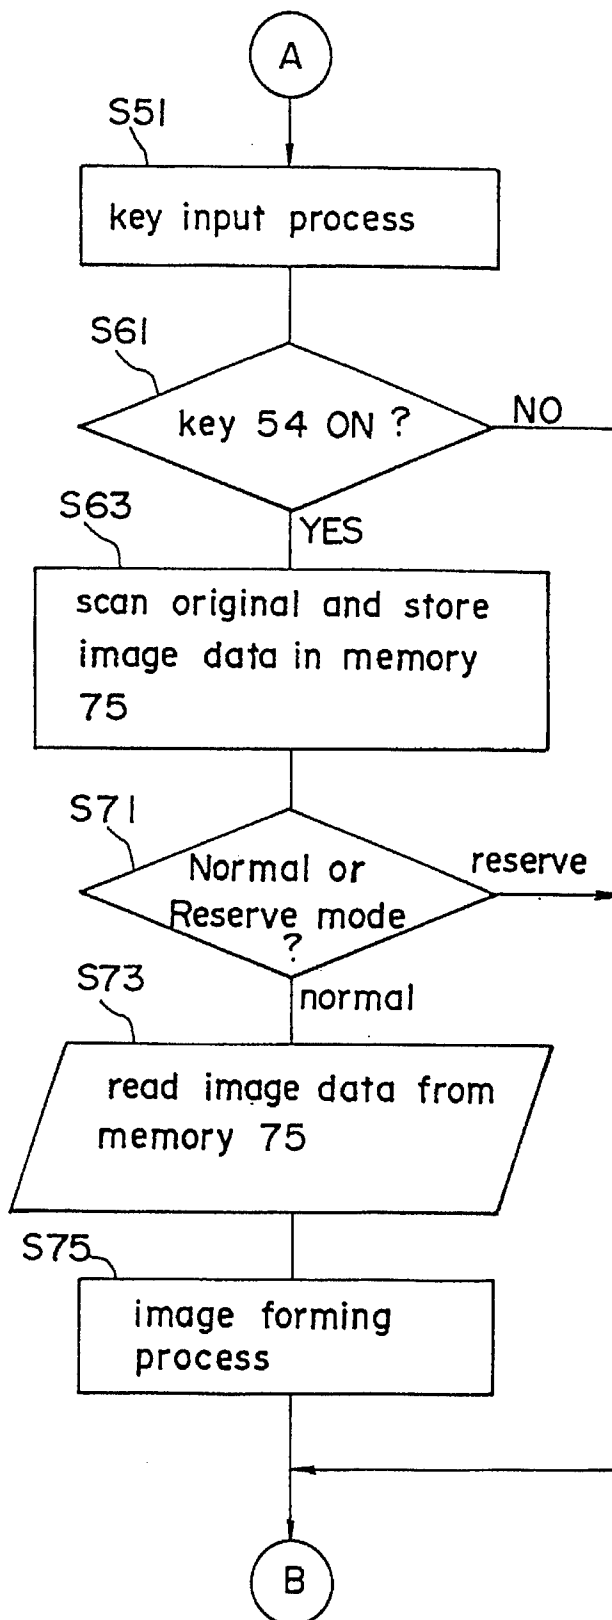 A
S51
key input process
S61
key 54 ON ?
NO
S63
YES
scan original and store
image data in memory
75
S71
Normal or
Reserve mode
?
reserve
S73
normal
read image data from
memory 75
S75
image forming
process
B